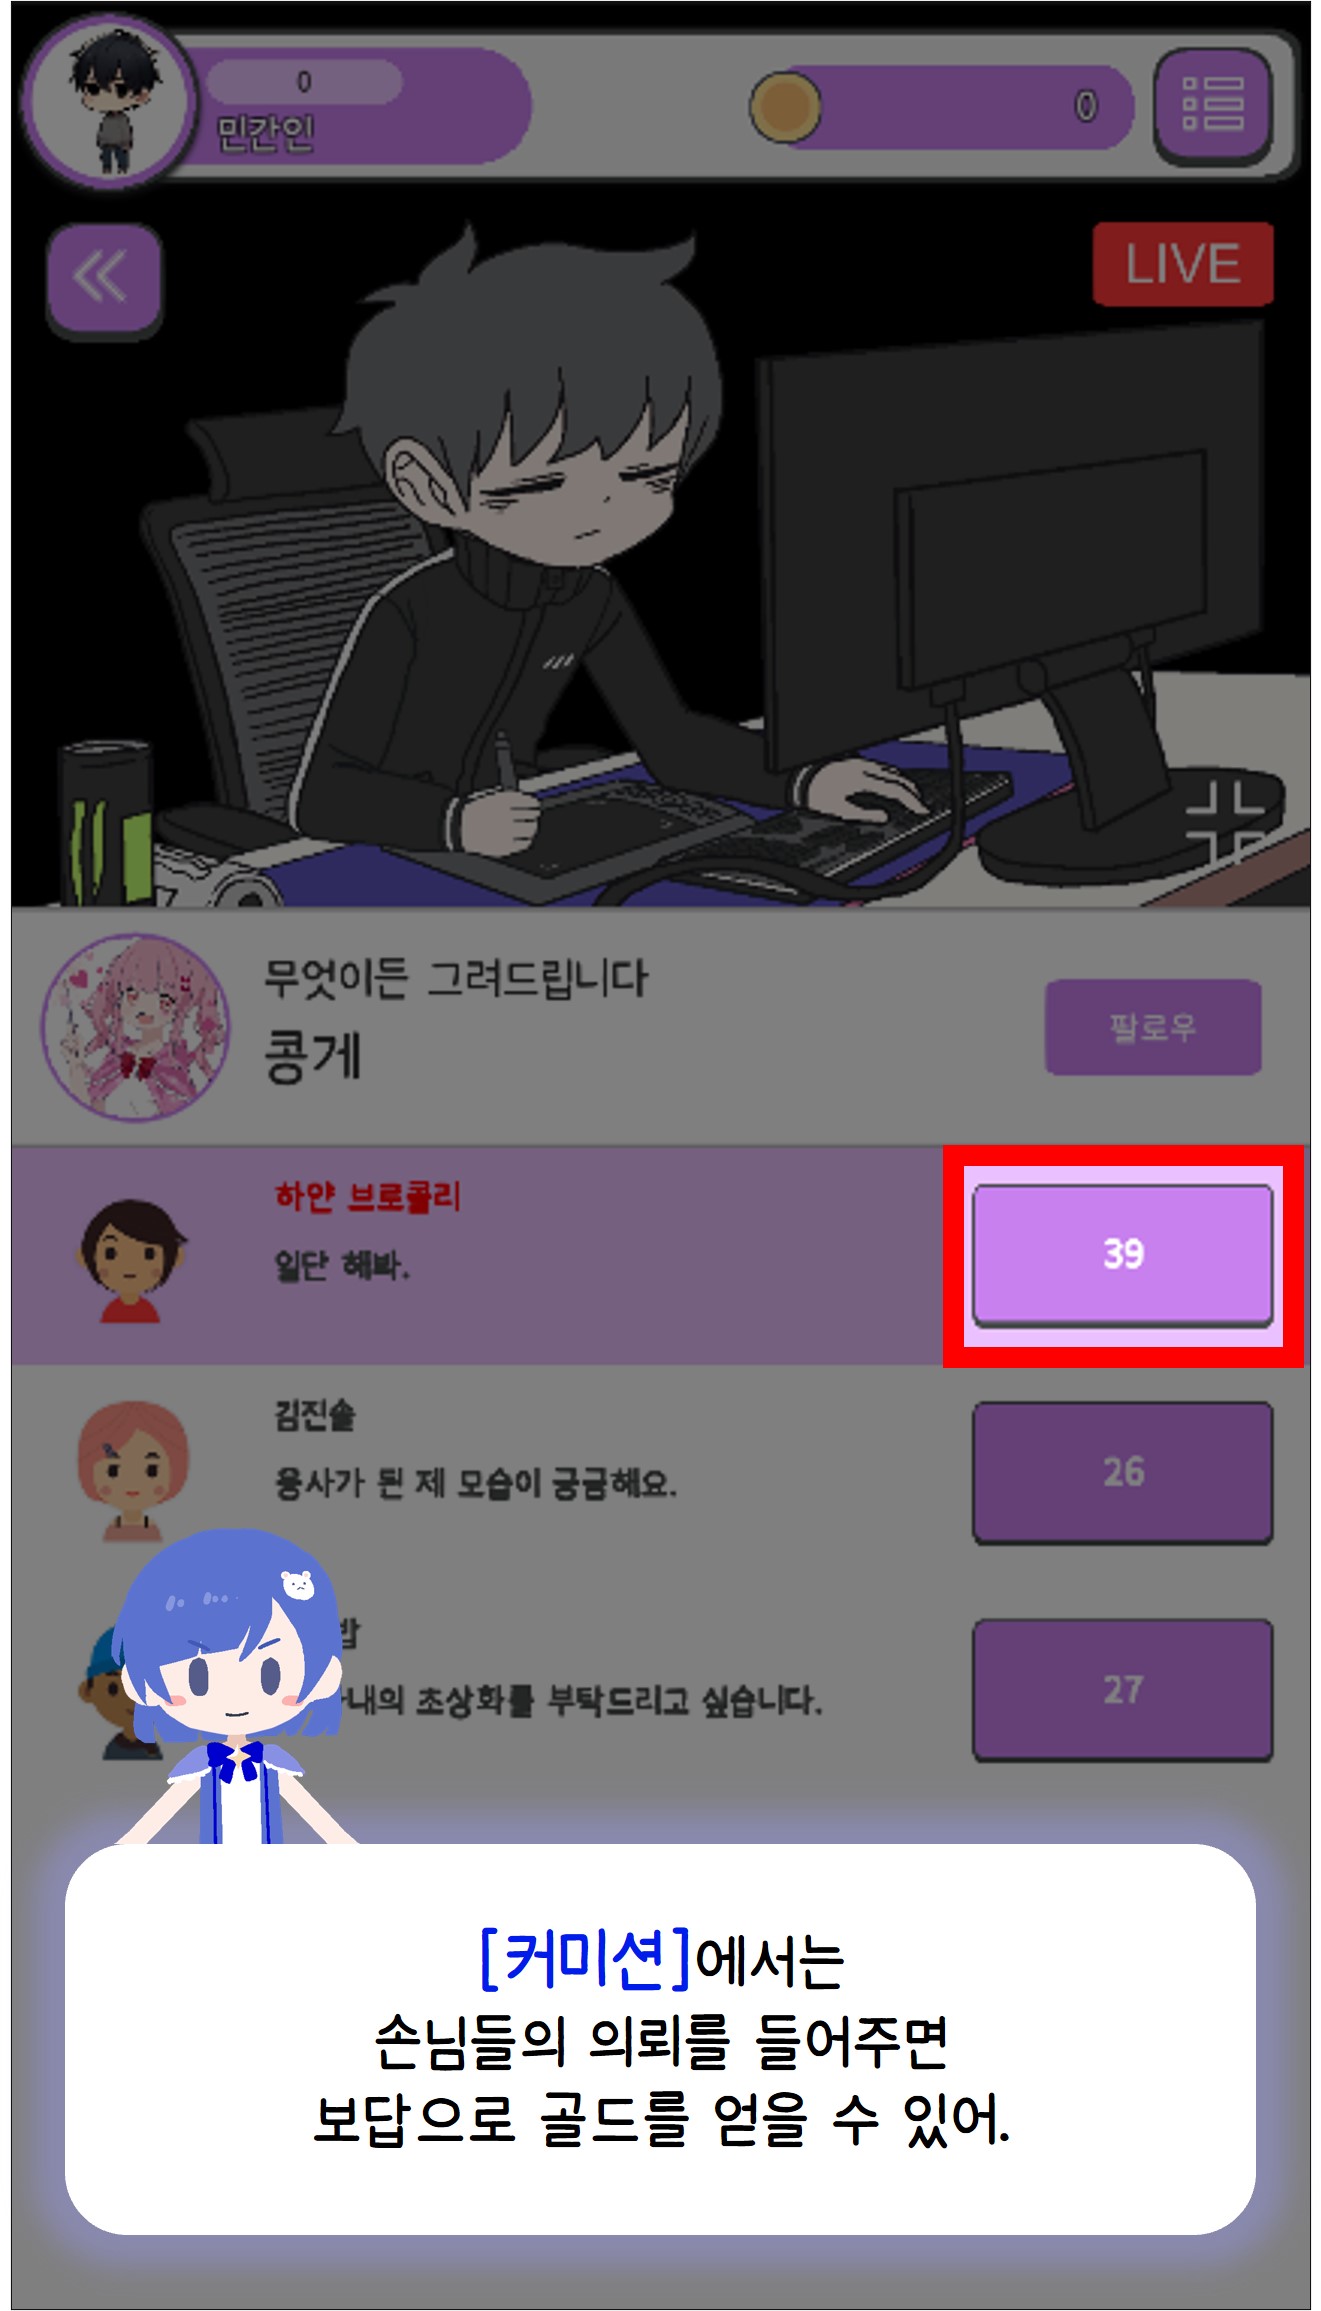 0
민간인
0
LIVE
무엇이든 그려드립니다
콩게
팔로우
하얀 브로콜리
일단 해봐.
39
김진솔
용사가 된 제 모습이 궁금해요.
26
밥
내의 초상화를 부탁드리고 싶습니다.
27
[커미션]에서는
손님들의 의뢰를 들어주면
보답으로 골드를 얻을 수 있어.